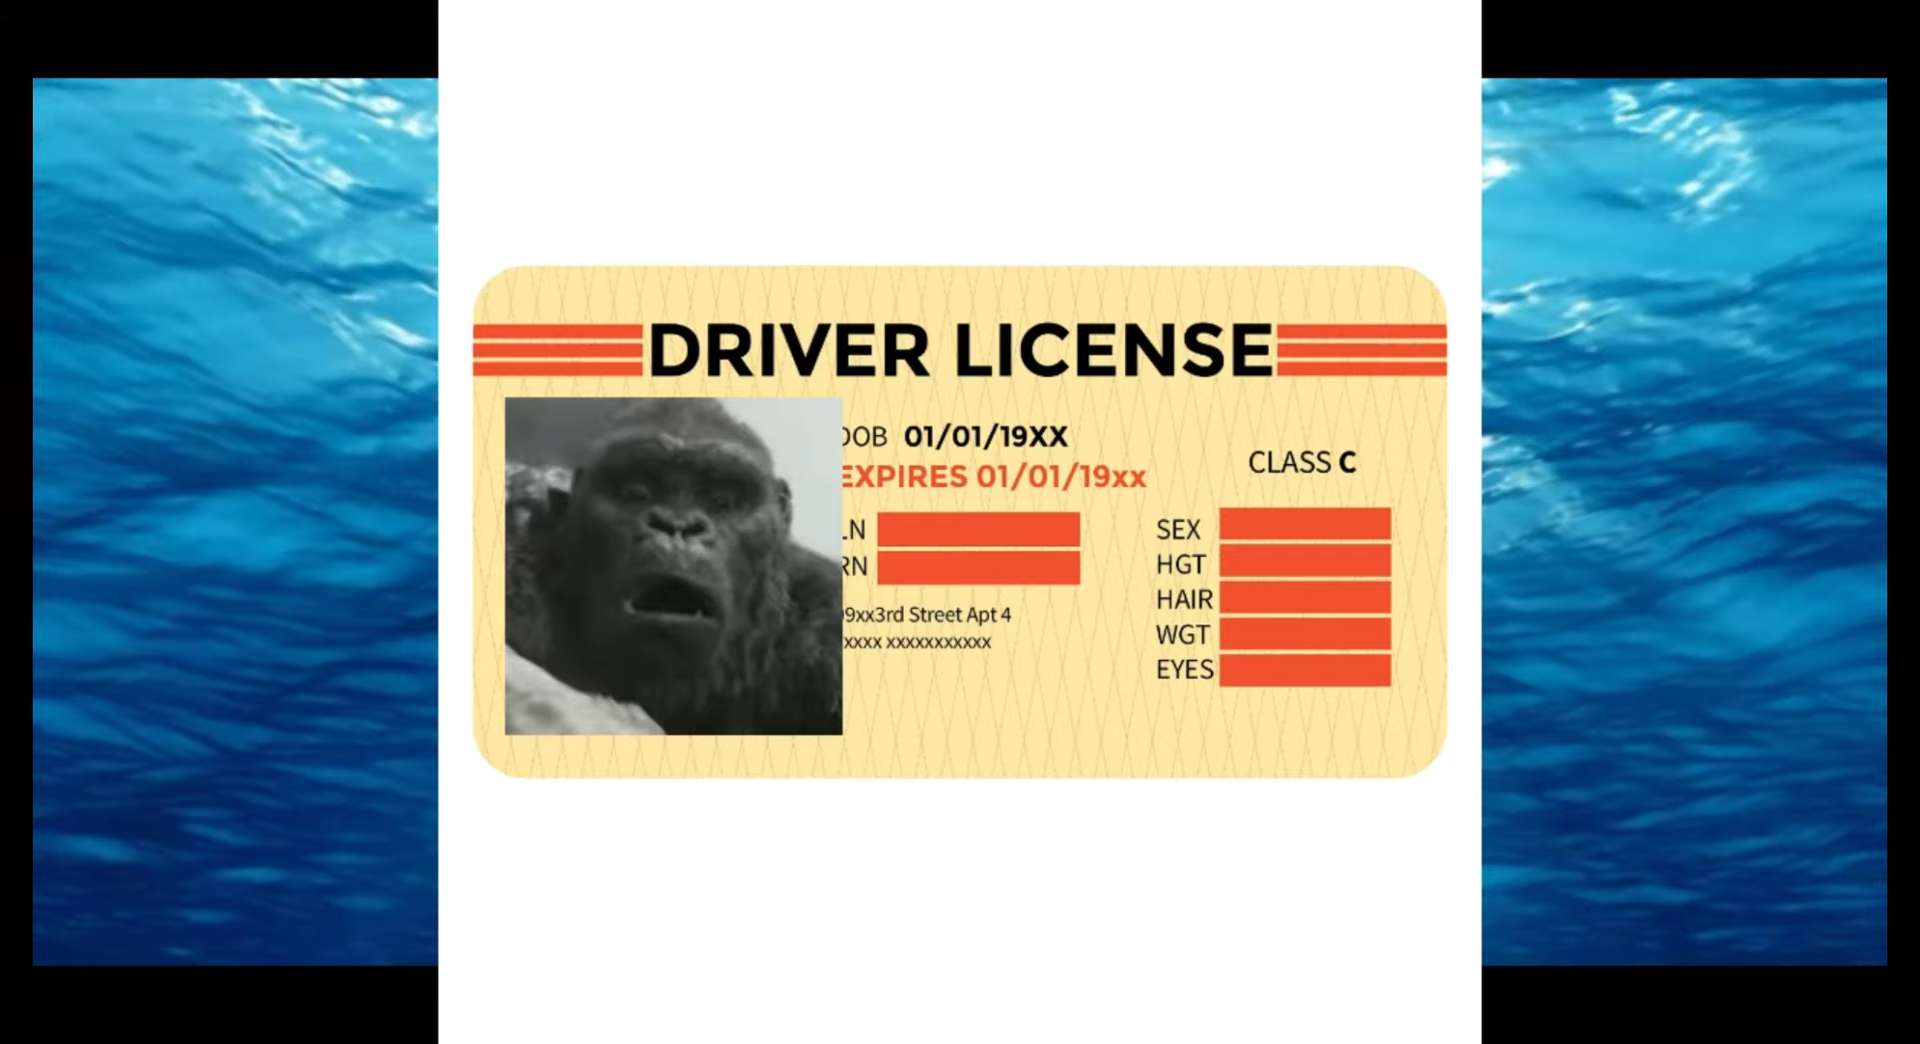 DRIVER LICENSE
DOB 01/01/19XX
EXPIRES 01/01/19xx
CLASS C
LN
RN
SEX
HGT
HAIR
WGT
EYES
9xx3rd Street Apt 4
xxxx xxxxxxxxxxx